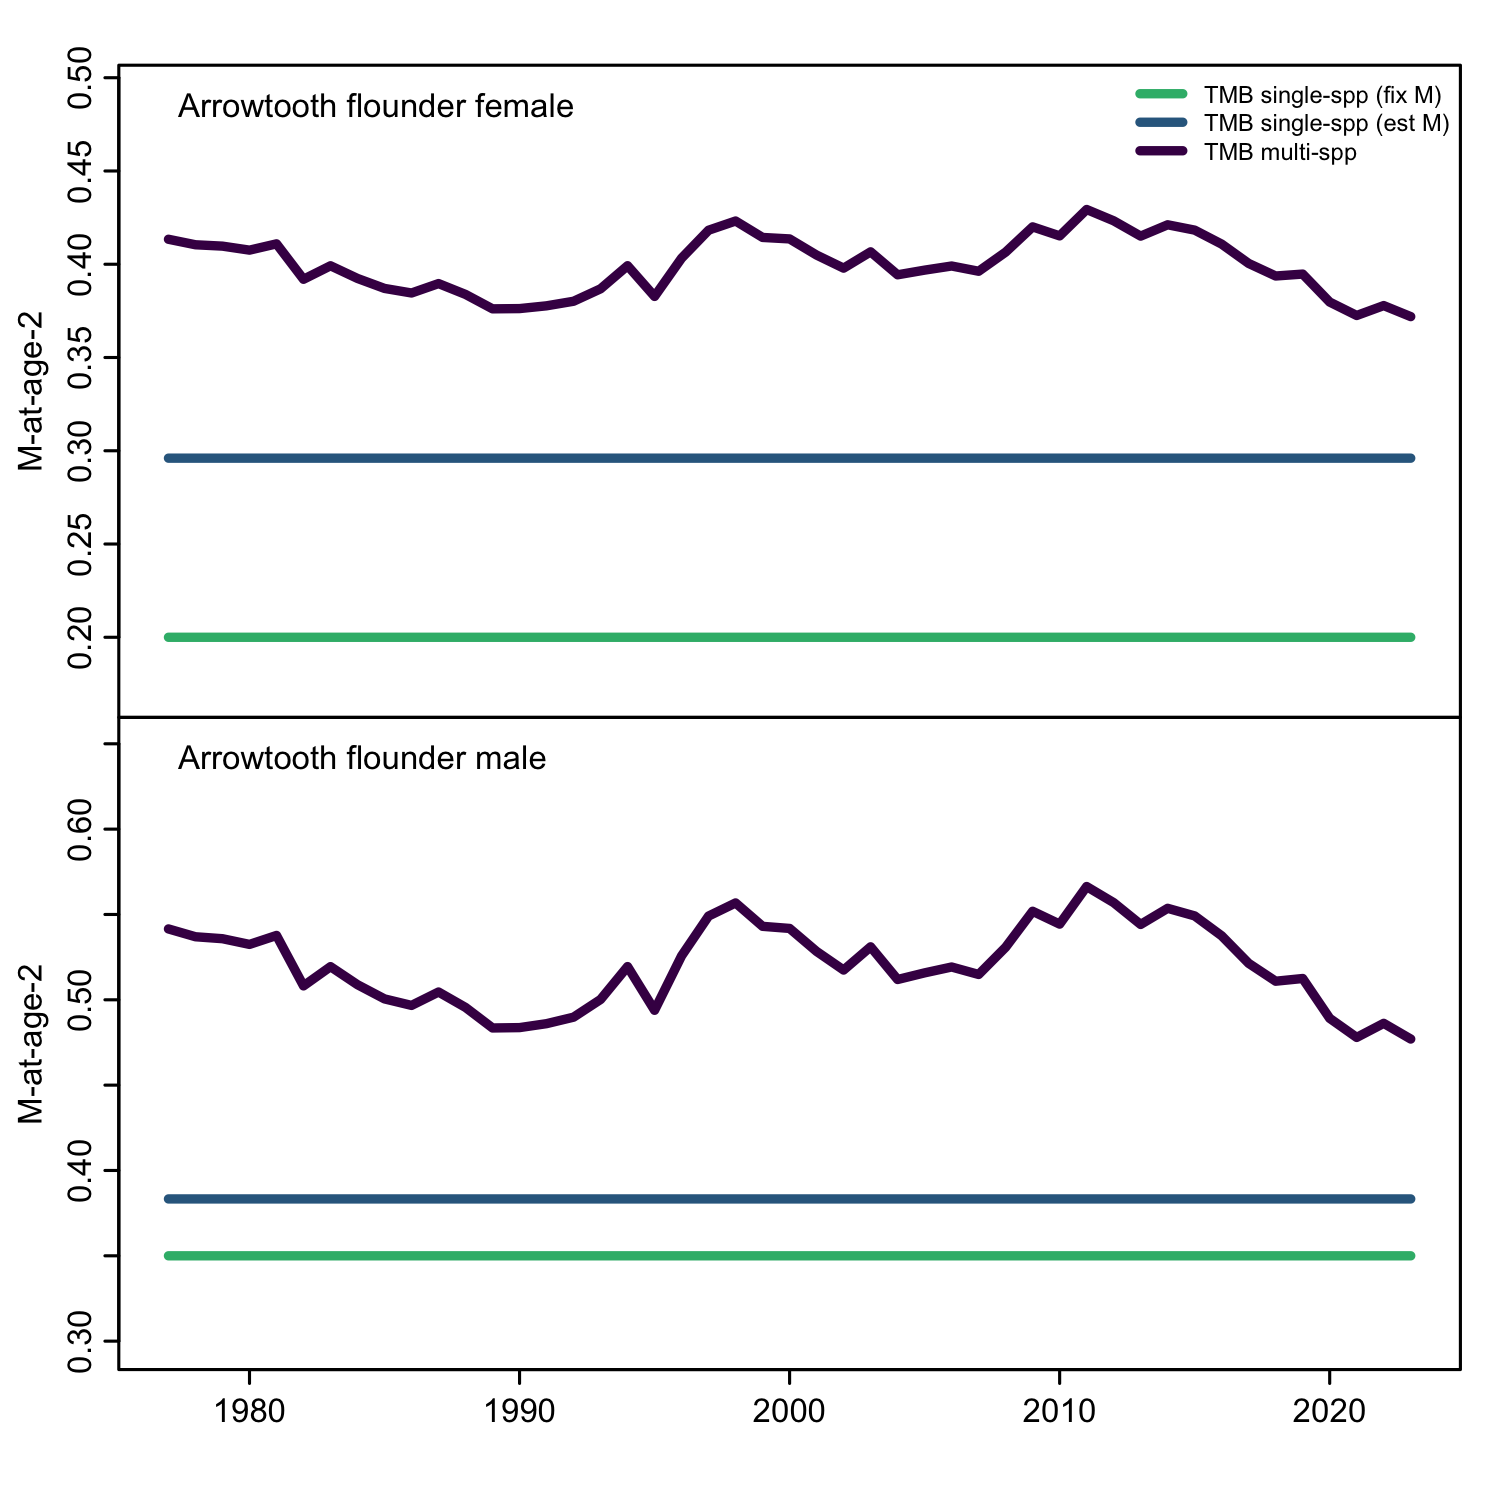 Arrowtooth flounder female
TMB single-spp (fix M)
TMB single-spp (est M)
TMB multi-spp
M-at-age-2
0.50
0.45
0.40
0.35
0.30
0.25
0.20
Arrowtooth flounder male
M-at-age-2
0.60
0.50
0.40
0.30
1980 1990 2000 2010 2020